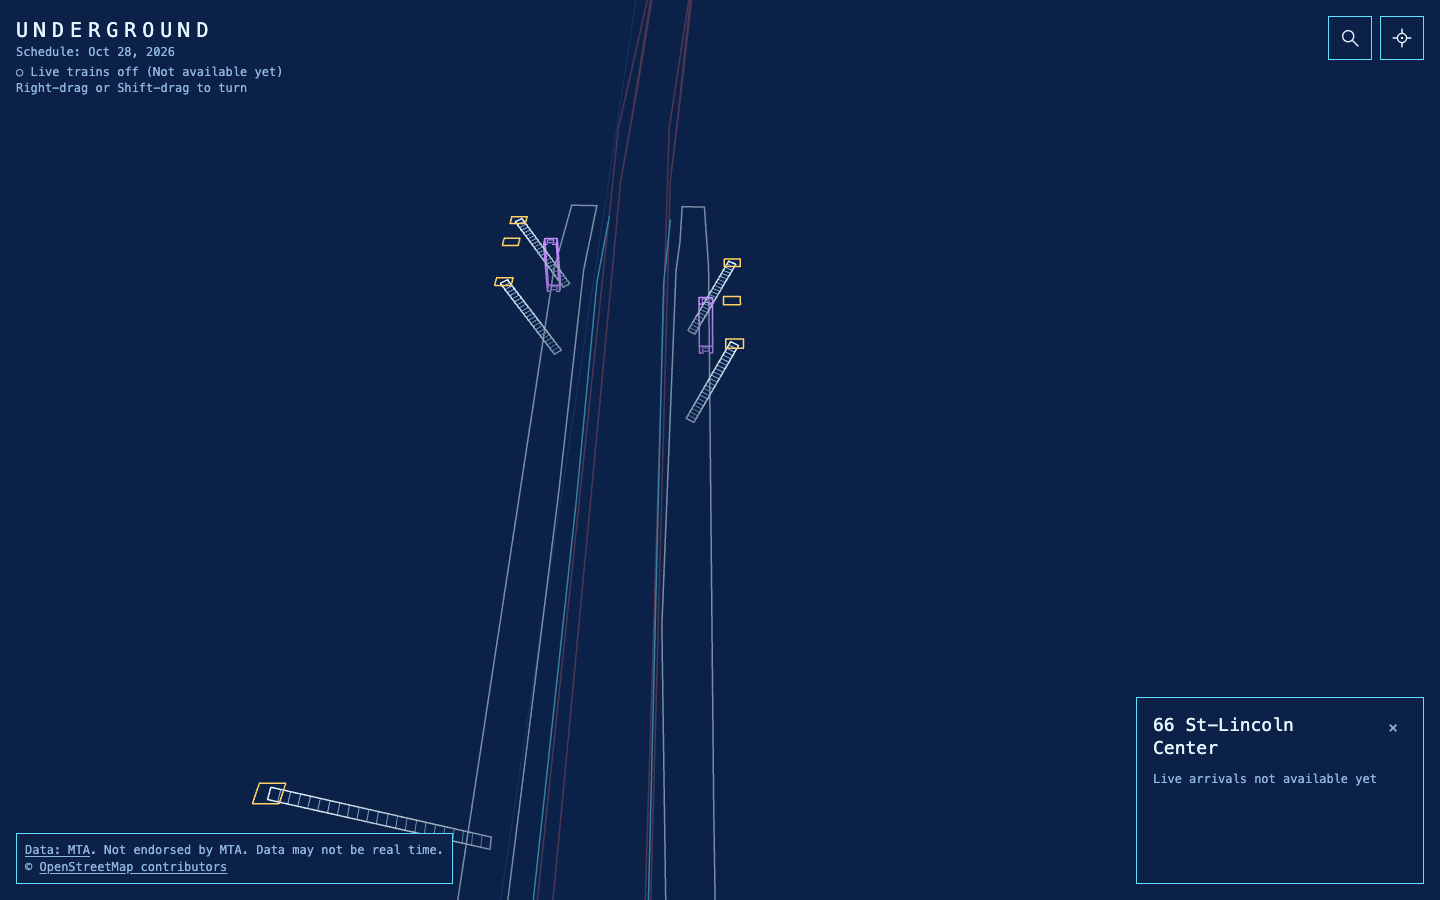 UNDERGROUND
Schedule: Oct 28, 2026
○ Live trains off (Not available yet)
Right-drag or Shift-drag to turn
66 St-Lincoln
Center
×
Live arrivals not available yet
Data: MTA. Not endorsed by MTA. Data may not be real time.
© OpenStreetMap contributors